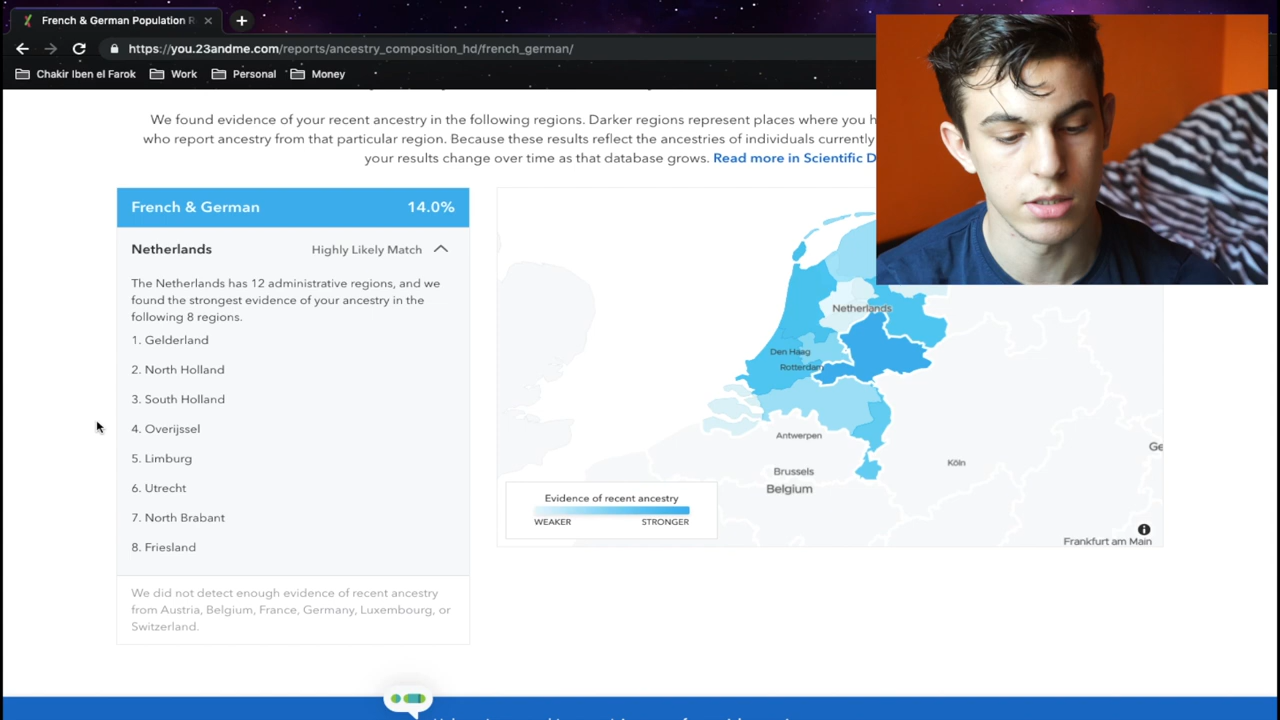 French & German Population R
https://you.23andme.com/reports/ancestry_composition_hd/french_german/
Chakir Iben el Farok
Work
Personal
Money
We found evidence of your recent ancestry in the following regions. Darker regions represent places where you h
who report ancestry from that particular region. Because these results reflect the ancestries of individuals currently
your results change over time as that database grows. Read more in Scientific D
French & German 14.0%
Netherlands Highly Likely Match
The Netherlands has 12 administrative regions, and we
found the strongest evidence of your ancestry in the
following 8 regions.
1. Gelderland
2. North Holland
3. South Holland
4. Overijssel
5. Limburg
6. Utrecht
7. North Brabant
8. Friesland
We did not detect enough evidence of recent ancestry
from Austria, Belgium, France, Germany, Luxembourg, or
Switzerland.
Netherlands
Den Haag
Rotterdam
Antwerpen
Brussels
Belgium
Köln
Ge
Frankfurt am Main
Evidence of recent ancestry
WEAKER STRONGER